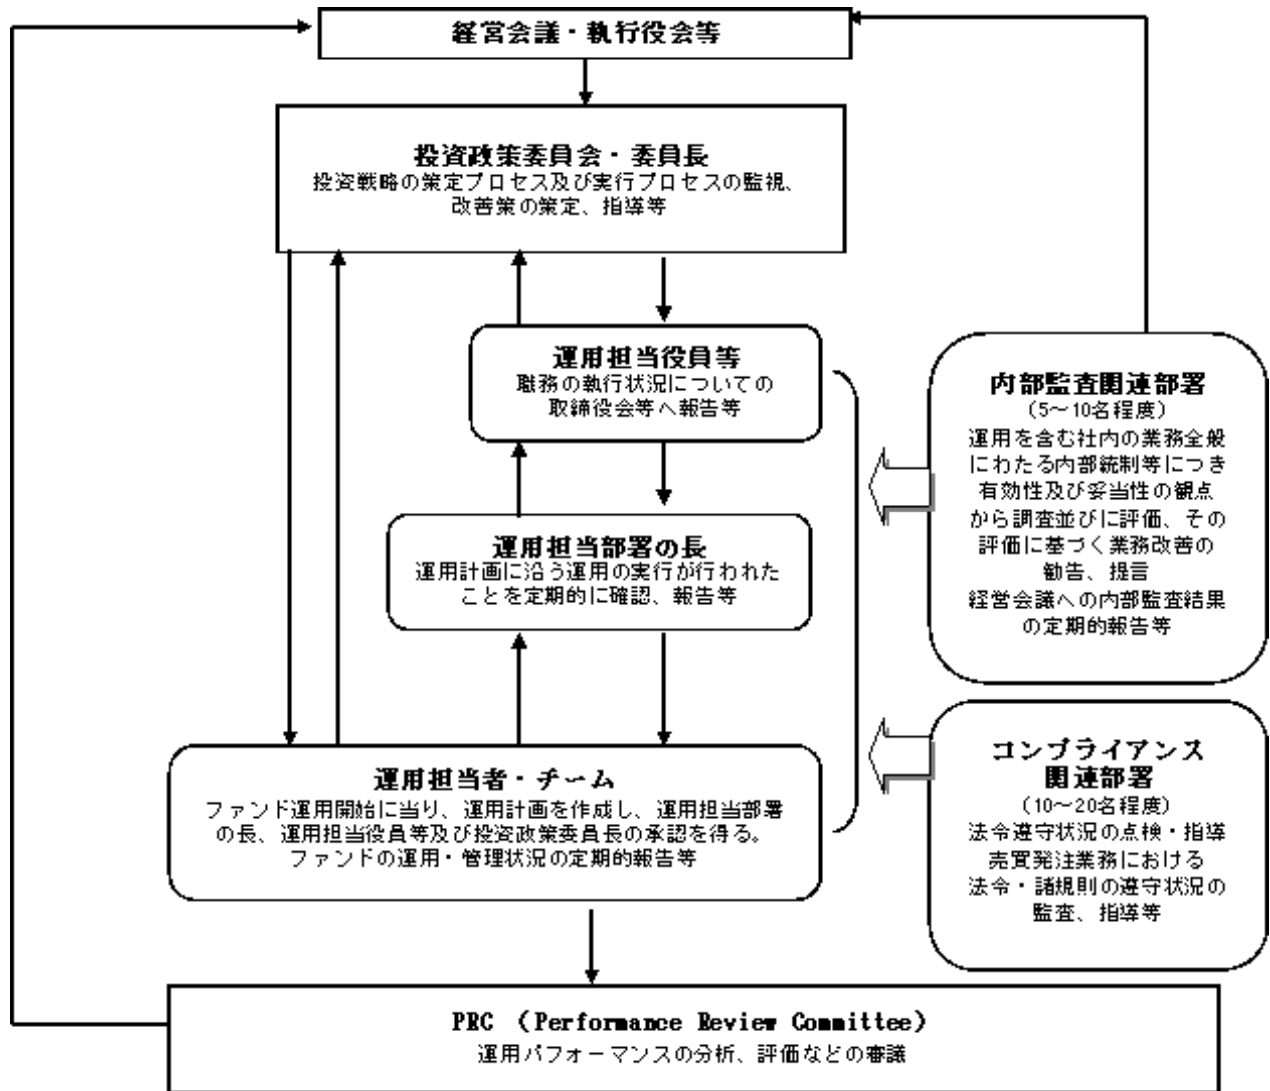 経営会議・執行役会等
投資政策委員会・委員長
投資戦略の策定プロセス及び実行プロセスの監視、
改善策の策定、指導等
運用担当役員等
職務の執行状況についての
取締役会等へ報告等
運用担当部署の長
運用計画に沿う運用の実行が行われた
ことを定期的に確認、報告等
運用担当者・チーム
ファンド運用開始に当り、運用計画を作成し、運用担当部署
の長、運用担当役員等及び投資政策委員長の承認を得る。
ファンドの運用・管理状況の定期的報告等
内部監査関連部署
(5～10名程度)
運用を含む社内の業務全般
にわたる内部統制等につき
有効性及び妥当性の観点
から調査並びに評価、その
評価に基づく業務改善の
勧告、提言
経営会議への内部監査結果
の定期的報告等
コンプライアンス
関連部署
(10～20名程度)
法令遵守状況の点検・指導
売買発注業務における
法令・諸規則の遵守状況の
監査、指導等
PRC (Performance Review Committee)
運用パフォーマンスの分析、評価などの審議